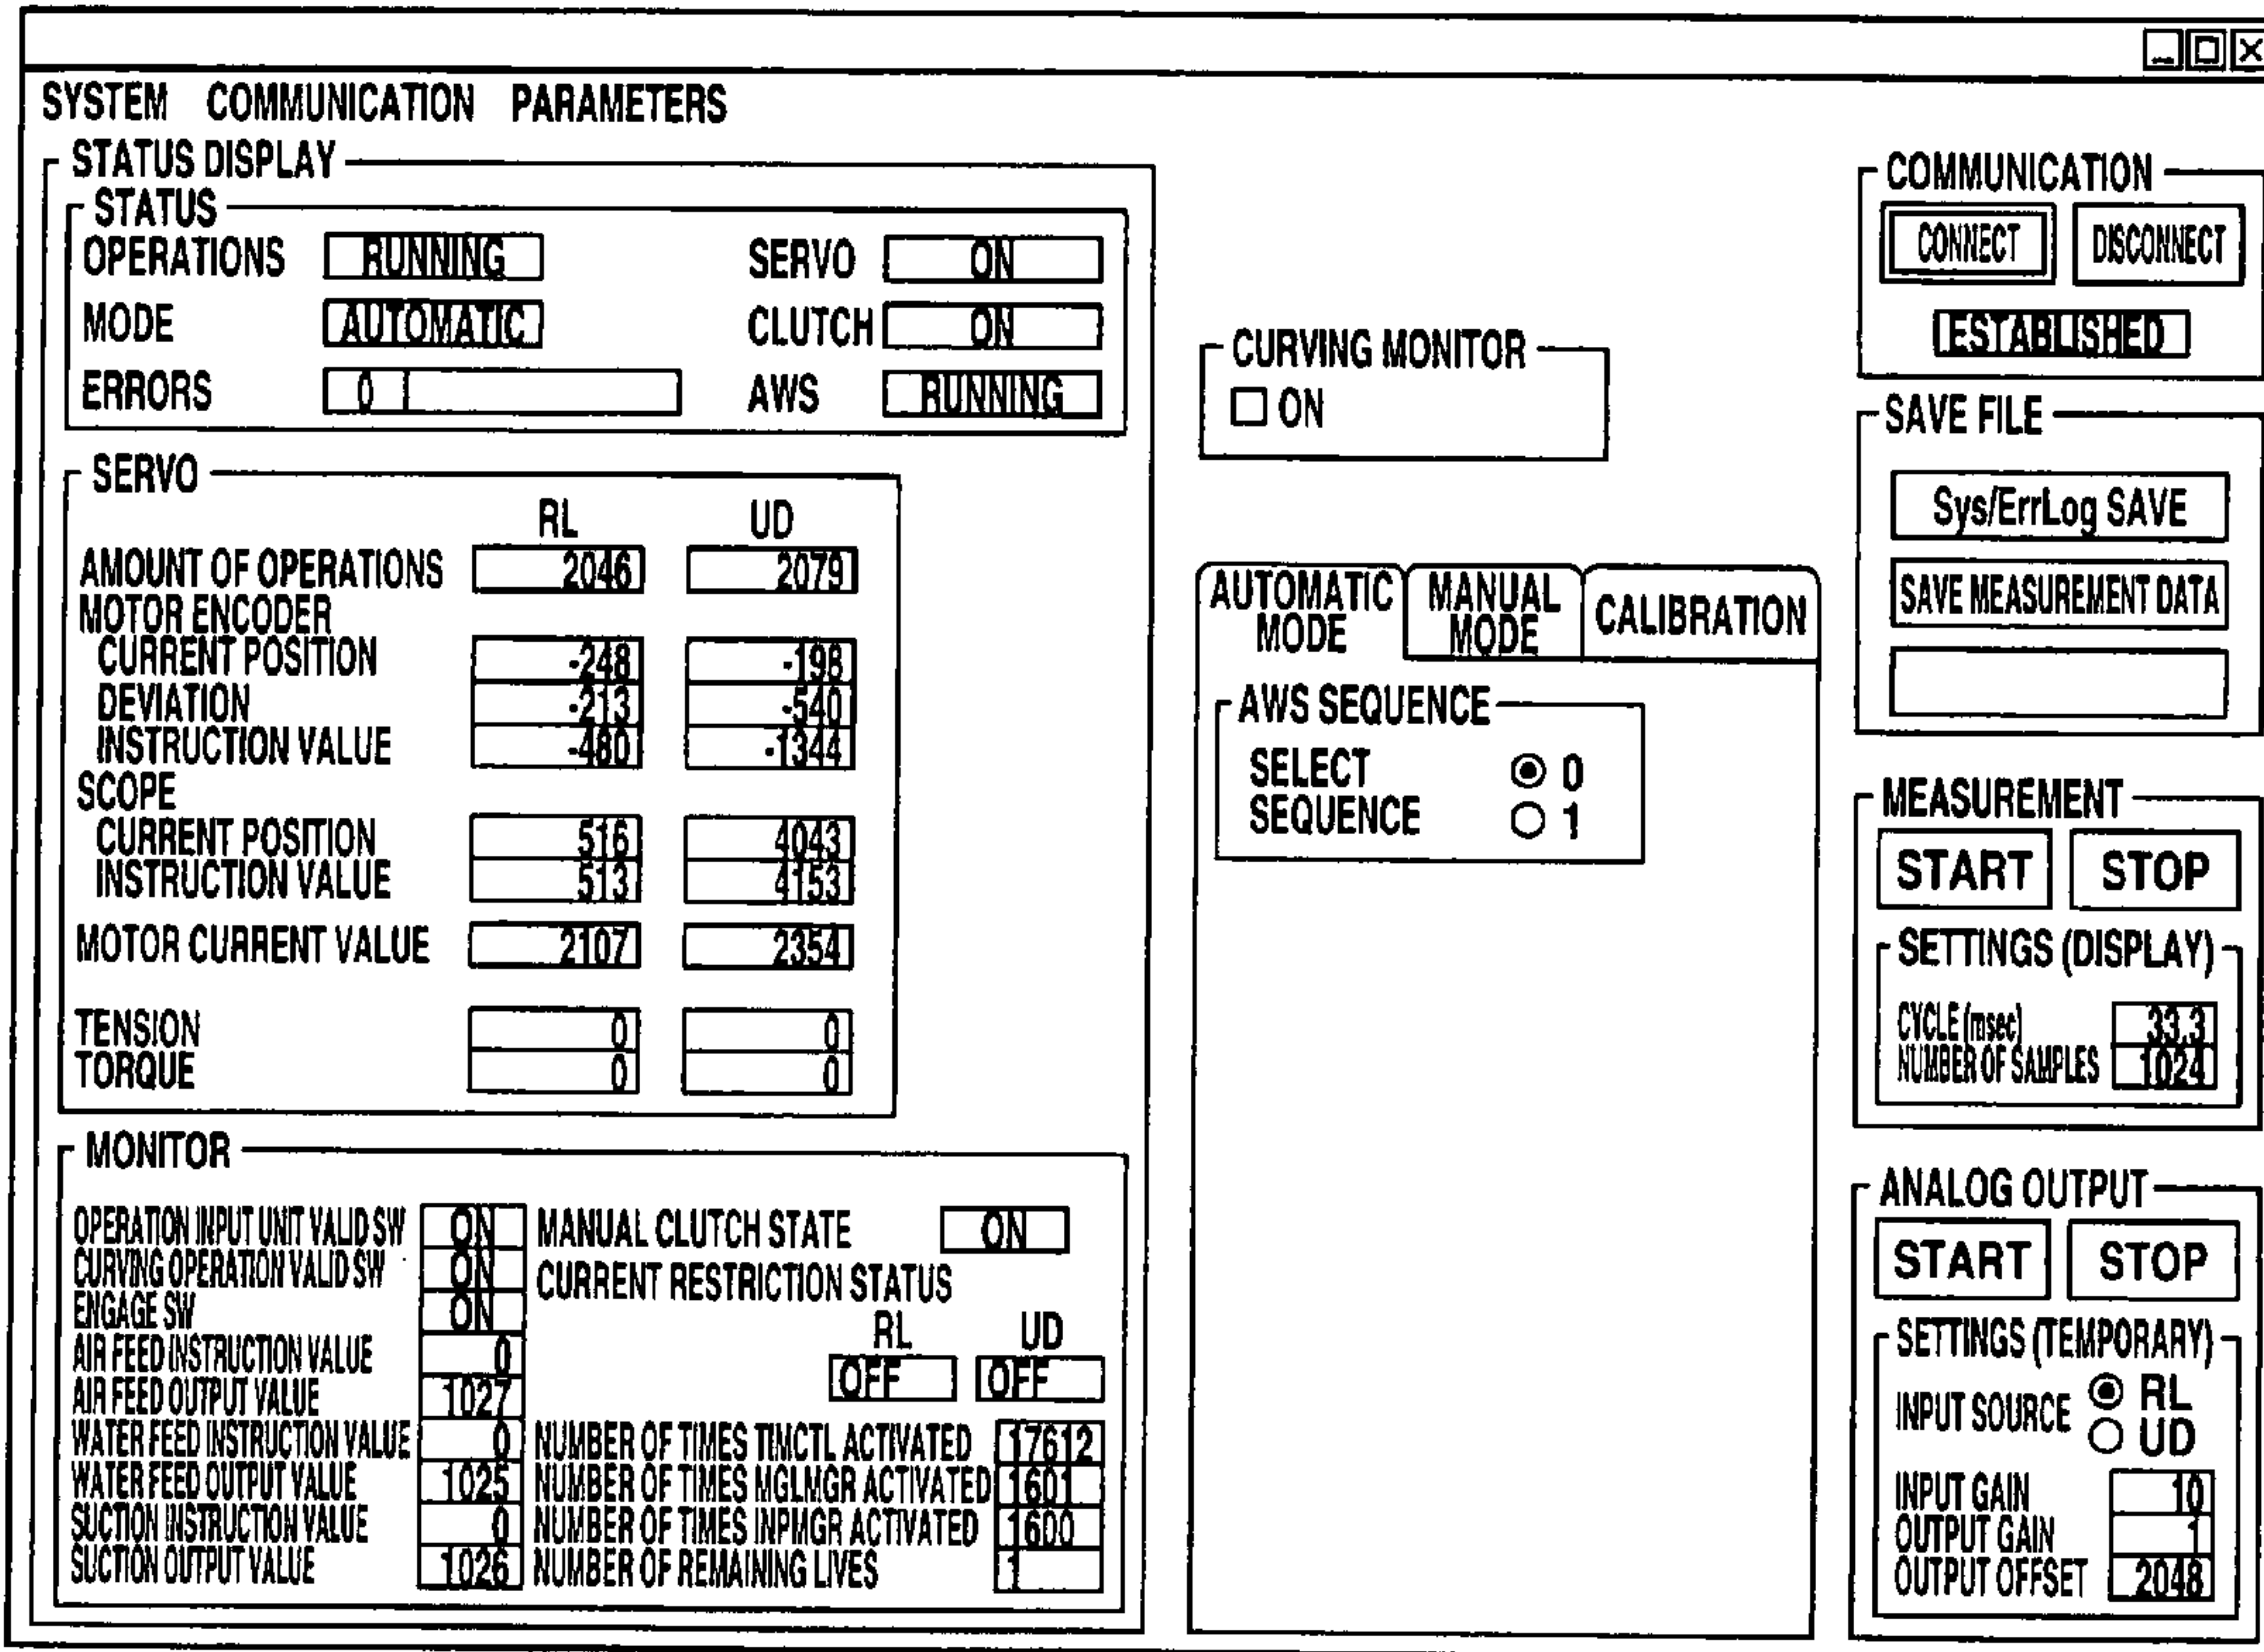 SYSTEM COMMUNICATION PARAMETERS
STATUS DISPLAY
STATUS
OPERATIONS RUNNING SERVO ON
MODE AUTOMATIC CLUTCH ON
ERRORS 0 AWS RUNNING
SERVO
RL UD
AMOUNT OF OPERATIONS 2046 2079
MOTOR ENCODER
CURRENT POSITION -248 -198
DEVIATION -213 -540
INSTRUCTION VALUE -480 -1344
SCOPE
CURRENT POSITION 516 4043
INSTRUCTION VALUE 513 4153
MOTOR CURRENT VALUE 2107 2354
TENSION 0 0
TORQUE 0 0
MONITOR
OPERATION INPUT UNIT VALID SW ON
CURVING OPERATION VALID SW ON
ENGAGE SW ON
AIR FEED INSTRUCTION VALUE 0
AIR FEED OUTPUT VALUE 1027
WATER FEED INSTRUCTION VALUE 0
WATER FEED OUTPUT VALUE 1025
SUCTION INSTRUCTION VALUE 0
SUCTION OUTPUT VALUE 1026
MANUAL CLUTCH STATE ON
CURRENT RESTRICTION STATUS
RL UD
OFF OFF
NUMBER OF TIMES TIMCTL ACTIVATED 17612
NUMBER OF TIMES MGLMGR ACTIVATED 1601
NUMBER OF TIMES INPMGR ACTIVATED 1600
NUMBER OF REMAINING LIVES 1
CURVING MONITOR
ON
AUTOMATIC
MODE
MANUAL
MODE
CALIBRATION
AWS SEQUENCE
SELECT 0
SEQUENCE 1
COMMUNICATION
CONNECT DISCONNECT
ESTABLISHED
SAVE FILE
Sys/ErrLog SAVE
SAVE MEASUREMENT DATA
MEASUREMENT
START STOP
SETTINGS (DISPLAY)
CYCLE (msec) 33.3
NUMBER OF SAMPLES 1024
ANALOG OUTPUT
START STOP
SETTINGS (TEMPORARY)
INPUT SOURCE RL
UD
INPUT GAIN 10
OUTPUT GAIN 1
OUTPUT OFFSET 2048